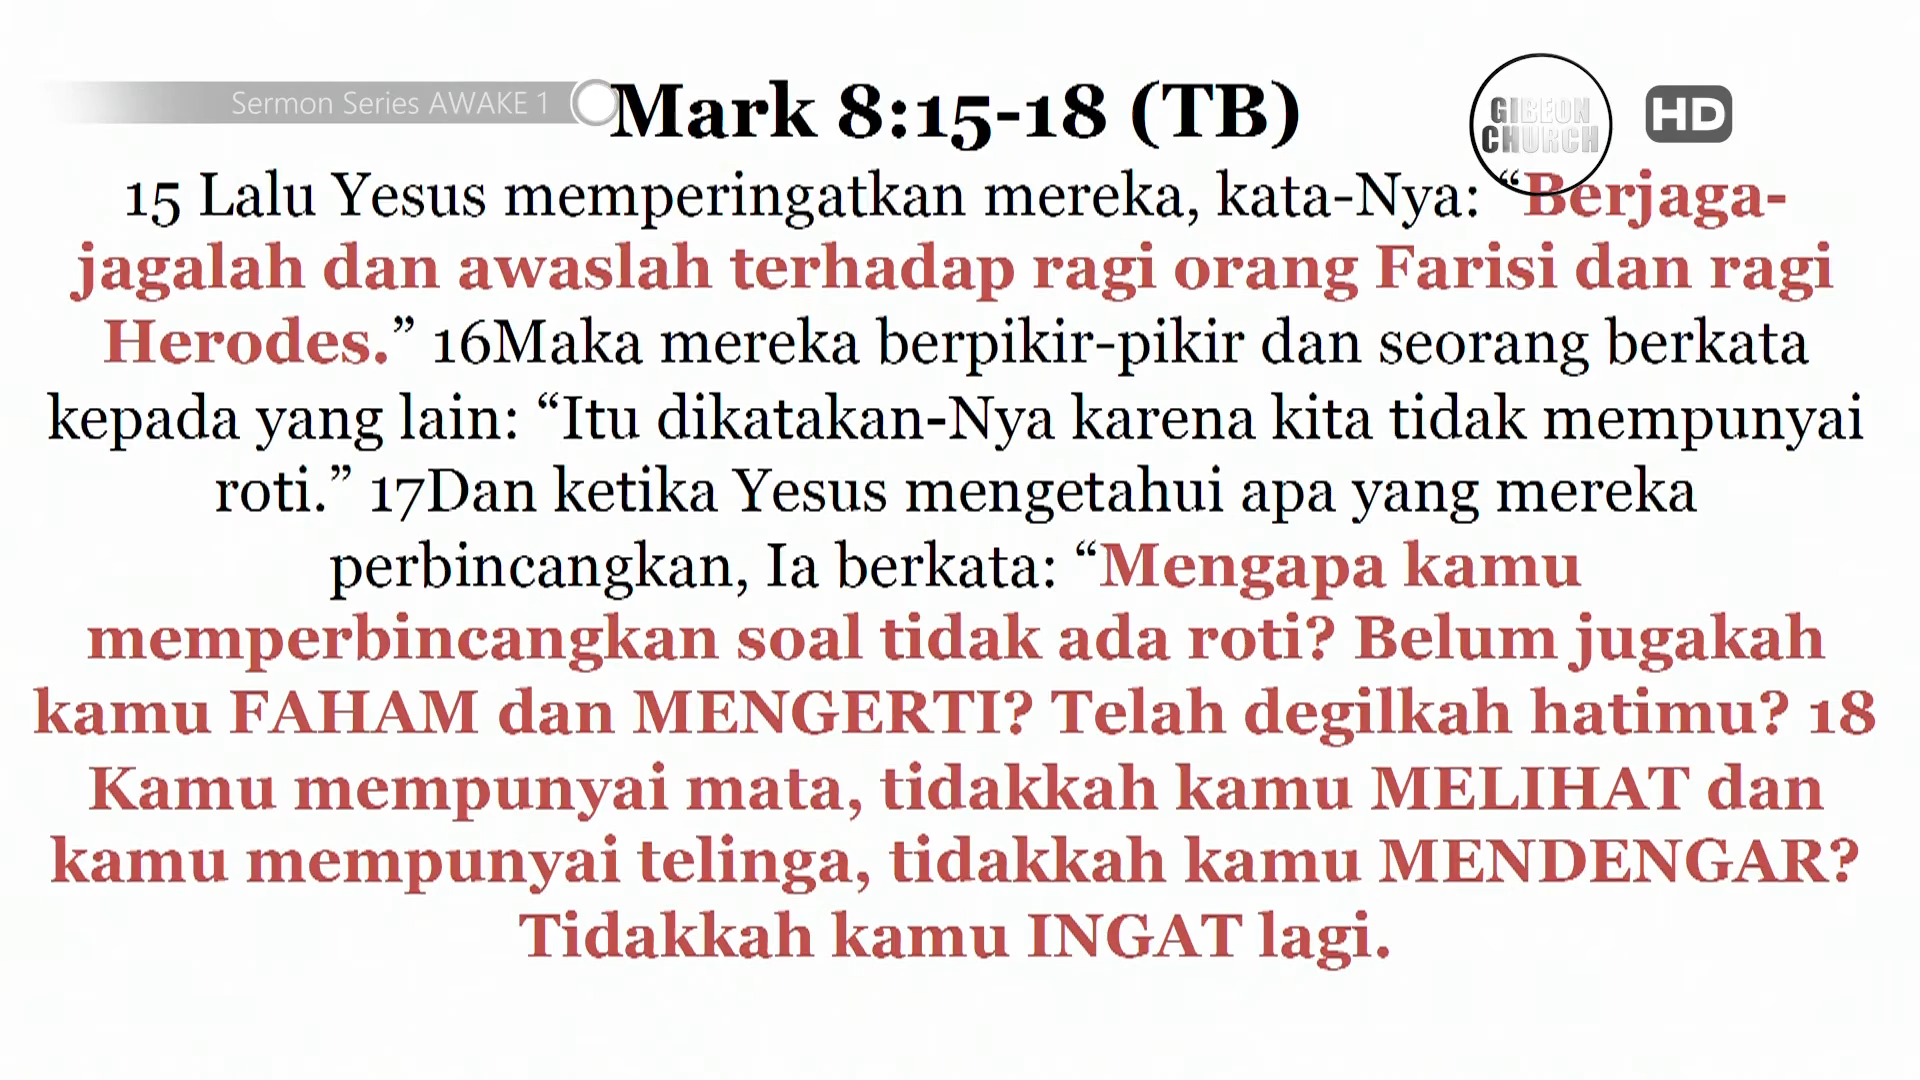 Sermon Series AWAKE 1
Mark 8:15-18 (TB)
GIBEON
CHURCH
HD
15 Lalu Yesus memperingatkan mereka, kata-Nya: “Berjaga-
jagalah dan awaslah terhadap ragi orang Farisi dan ragi
Herodes.” 16Maka mereka berpikir-pikir dan seorang berkata
kepada yang lain: “Itu dikatakan-Nya karena kita tidak mempunyai
roti.” 17Dan ketika Yesus mengetahui apa yang mereka
perbincangkan, Ia berkata: “Mengapa kamu
memperbincangkan soal tidak ada roti? Belum jugakah
kamu FAHAM dan MENGERTI? Telah degilkah hatimu? 18
Kamu mempunyai mata, tidakkah kamu MELIHAT dan
kamu mempunyai telinga, tidakkah kamu MENDENGAR?
Tidakkah kamu INGAT lagi.